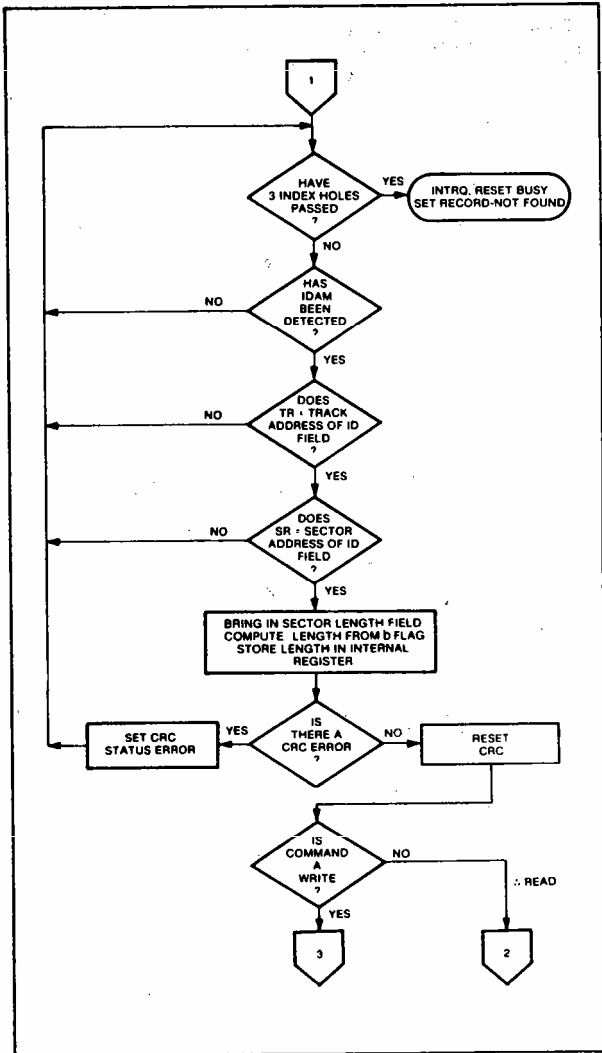 1
HAVE
3 INDEX HOLES
PASSED
?
YES
INTRQ. RESET BUSY
SET RECORD-NOT FOUND
NO
HAS
IDAM
BEEN
DETECTED
?
NO
YES
DOES
TR = TRACK
ADDRESS OF ID
FIELD
?
NO
YES
DOES
SR = SECTOR
ADDRESS OF ID
FIELD
?
NO
YES
BRING IN SECTOR LENGTH FIELD
COMPUTE LENGTH FROM b FLAG
STORE LENGTH IN INTERNAL
REGISTER
SET CRC
STATUS ERROR
YES
IS
THERE A
CRC ERROR
?
NO
RESET
CRC
IS
COMMAND
A
WRITE
?
NO
∴ READ
YES
3
2